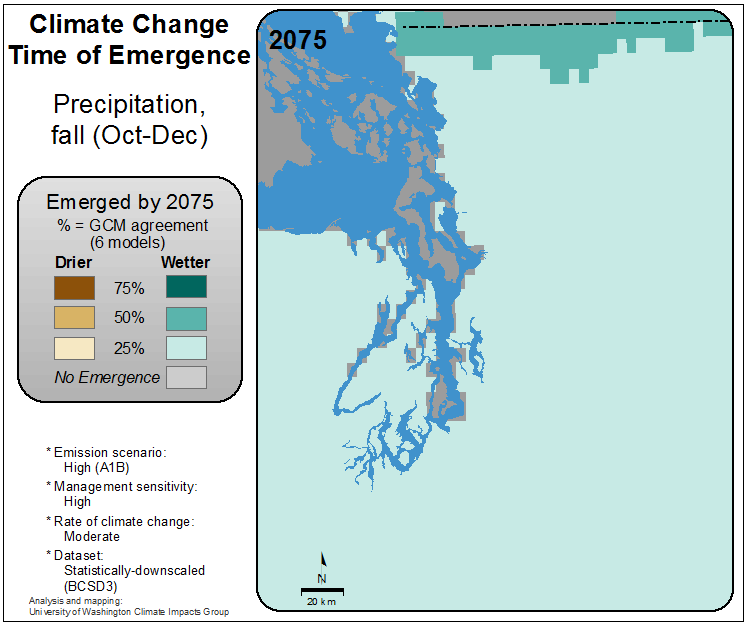 Climate Change
Time of Emergence
Precipitation,
fall (Oct-Dec)
Emerged by 2075
% = GCM agreement
(6 models)
Drier Wetter
75%
50%
25%
No Emergence
* Emission scenario:
High (A1B)
* Management sensitivity:
High
* Rate of climate change:
Moderate
* Dataset:
Statistically-downscaled
(BCSD3)
Analysis and mapping:
University of Washington Climate Impacts Group
2075
N
20 km